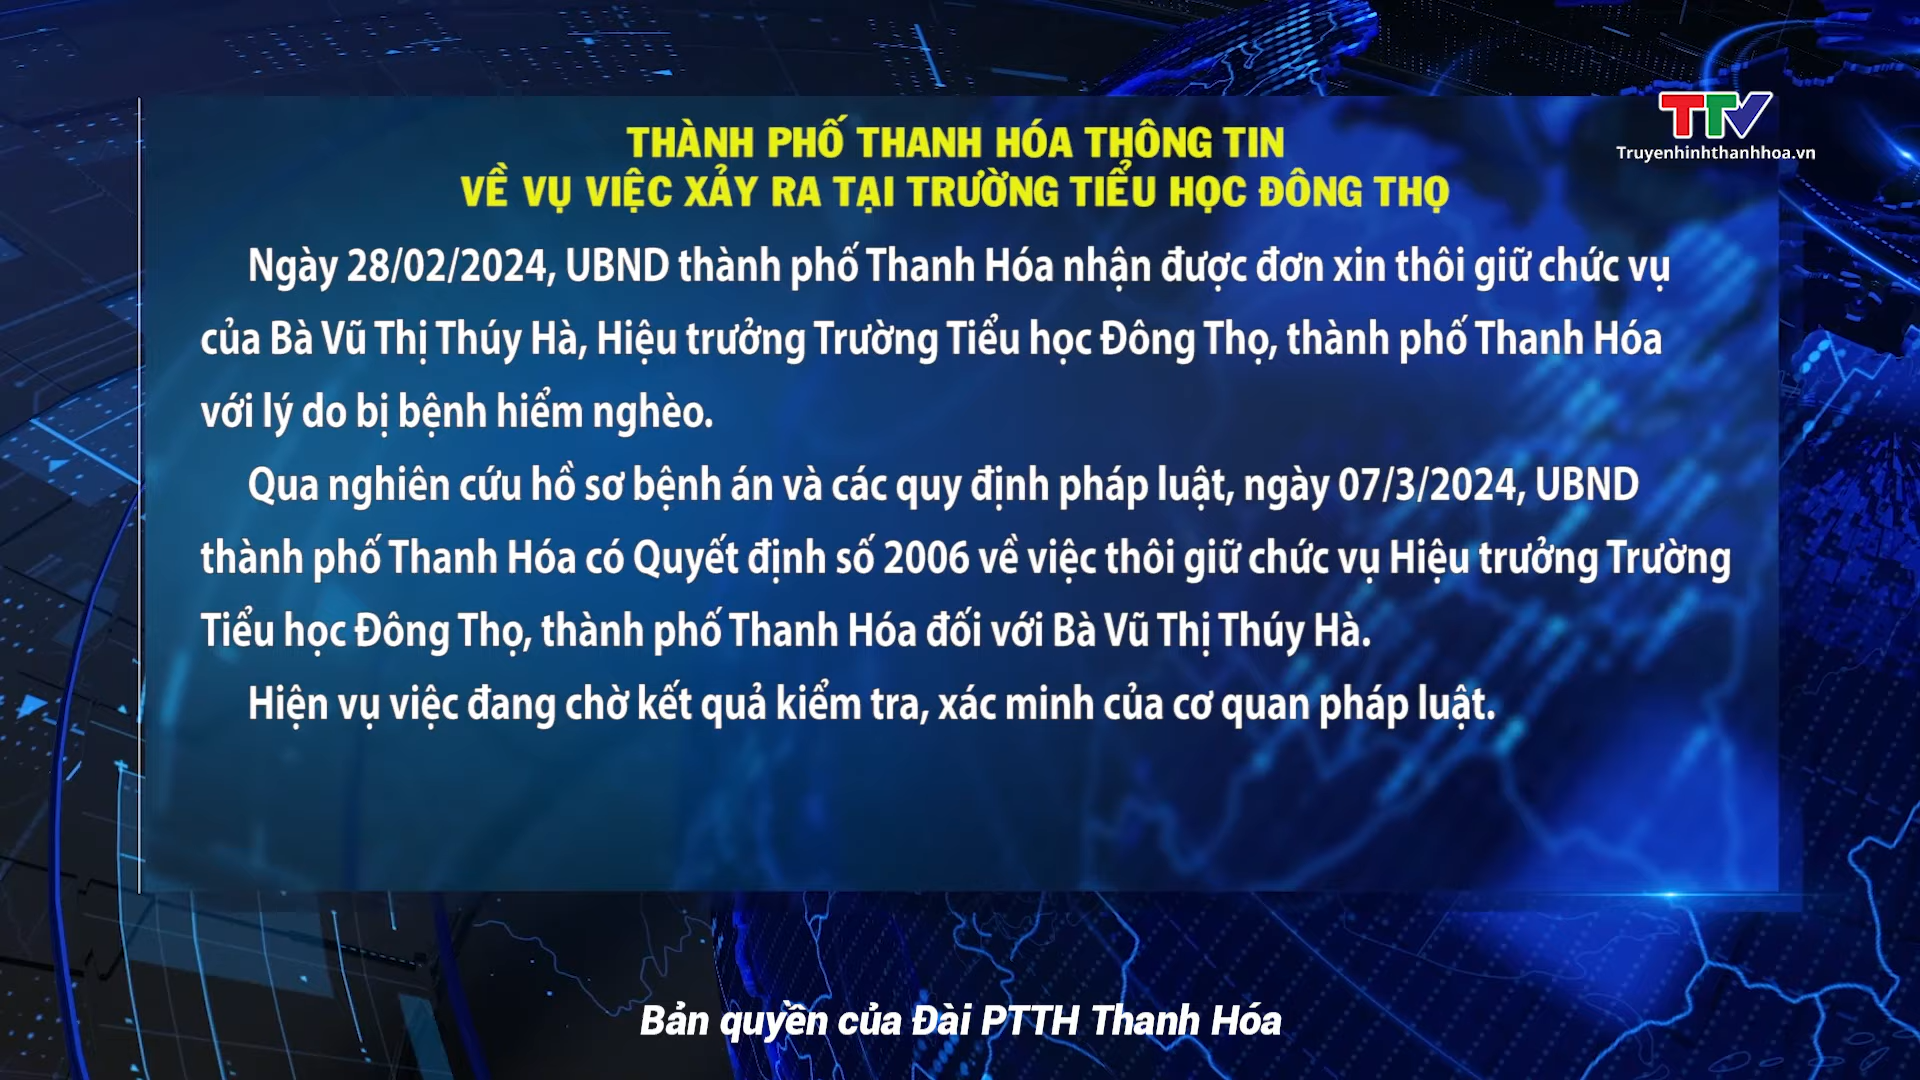 TTV
Truyenhinhthanhhoa.vn
THÀNH PHỐ THANH HÓA THÔNG TIN
VỀ VỤ VIỆC XẢY RA TẠI TRƯỜNG TIỂU HỌC ĐÔNG THỌ
Ngày 28/02/2024, UBND thành phố Thanh Hóa nhận được đơn xin thôi giữ chức vụ
của Bà Vũ Thị Thúy Hà, Hiệu trưởng Trường Tiểu học Đông Thọ, thành phố Thanh Hóa
với lý do bị bệnh hiểm nghèo.
Qua nghiên cứu hồ sơ bệnh án và các quy định pháp luật, ngày 07/3/2024, UBND
thành phố Thanh Hóa có Quyết định số 2006 về việc thôi giữ chức vụ Hiệu trưởng Trường
Tiểu học Đông Thọ, thành phố Thanh Hóa đối với Bà Vũ Thị Thúy Hà.
Hiện vụ việc đang chờ kết quả kiểm tra, xác minh của cơ quan pháp luật.
Bản quyền của Đài PTTH Thanh Hóa